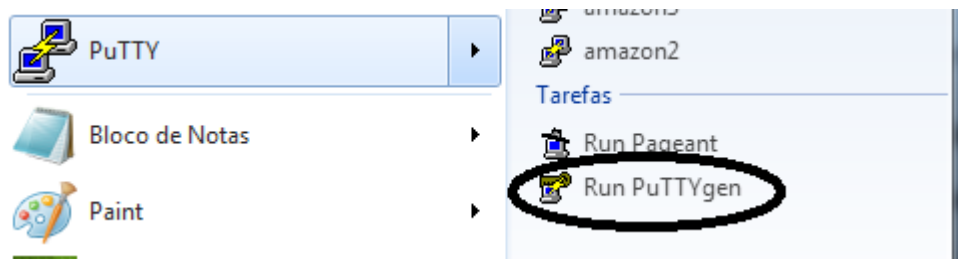 PuTTY
Bloco de Notas
Paint
amazon2
Tarefas
Run Pageant
Run PuTTYgen